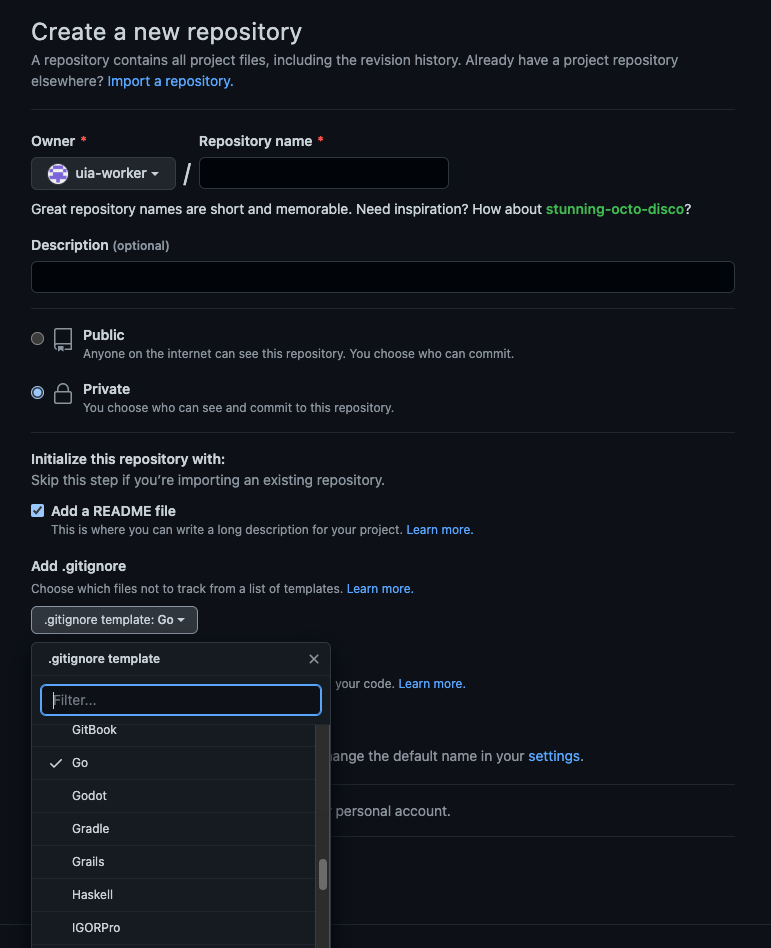 Create a new repository
A repository contains all project files, including the revision history. Already have a project repository
elsewhere? Import a repository.
Owner * Repository name *
uia-worker /
Great repository names are short and memorable. Need inspiration? How about stunning-octo-disco?
Description (optional)
Public
Anyone on the internet can see this repository. You choose who can commit.
Private
You choose who can see and commit to this repository.
Initialize this repository with:
Skip this step if you're importing an existing repository.
Add a README file
This is where you can write a long description for your project. Learn more.
Add .gitignore
Choose which files not to track from a list of templates. Learn more.
.gitignore template: Go
.gitignore template
your code. Learn more.
Filter...
GitBook
ange the default name in your settings.
Go
Godot
personal account.
Gradle
Grails
Haskell
IGORPro